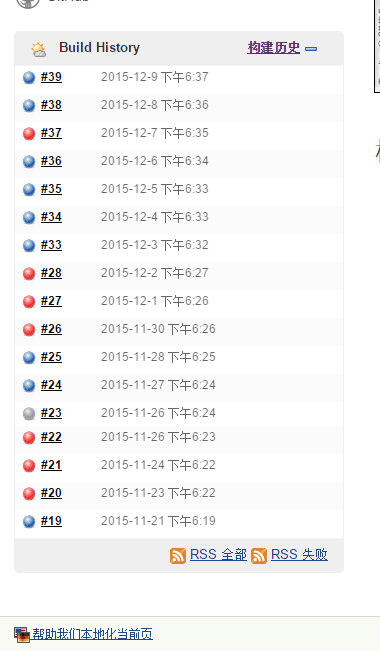 Build History 构建历史
#39 2015-12-9 下午6:37
#38 2015-12-8 下午6:36
#37 2015-12-7 下午6:35
#36 2015-12-6 下午6:34
#35 2015-12-5 下午6:33
#34 2015-12-4 下午6:33
#33 2015-12-3 下午6:32
#28 2015-12-2 下午6:27
#27 2015-12-1 下午6:26
#26 2015-11-30 下午6:26
#25 2015-11-28 下午6:25
#24 2015-11-27 下午6:24
#23 2015-11-26 下午6:24
#22 2015-11-26 下午6:23
#21 2015-11-24 下午6:22
#20 2015-11-23 下午6:22
#19 2015-11-21 下午6:19
RSS 全部 RSS 失败
帮助我们本地化当前页